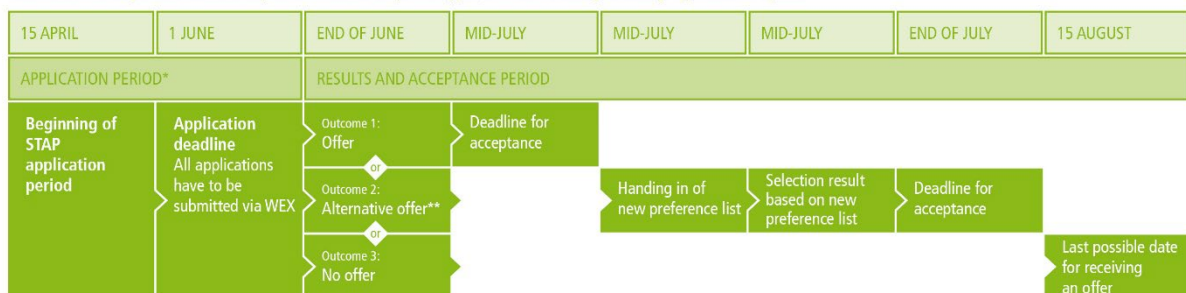 15 APRIL
1 JUNE
END OF JUNE
MID-JULY
MID-JULY
MID-JULY
END OF JULY
15 AUGUST
APPLICATION PERIOD*
RESULTS AND ACCEPTANCE PERIOD
Beginning of
STAP
application
period
Application
deadline
All applications
have to be
submitted via WEX
Outcome 1:
Offer
Deadline for
acceptance
or
Outcome 2:
Alternative offer**
Handing in of
new preference list
Selection result
based on new
preference list
Deadline for
acceptance
or
Outcome 3:
No offer
Last possible date
for receiving
an offer